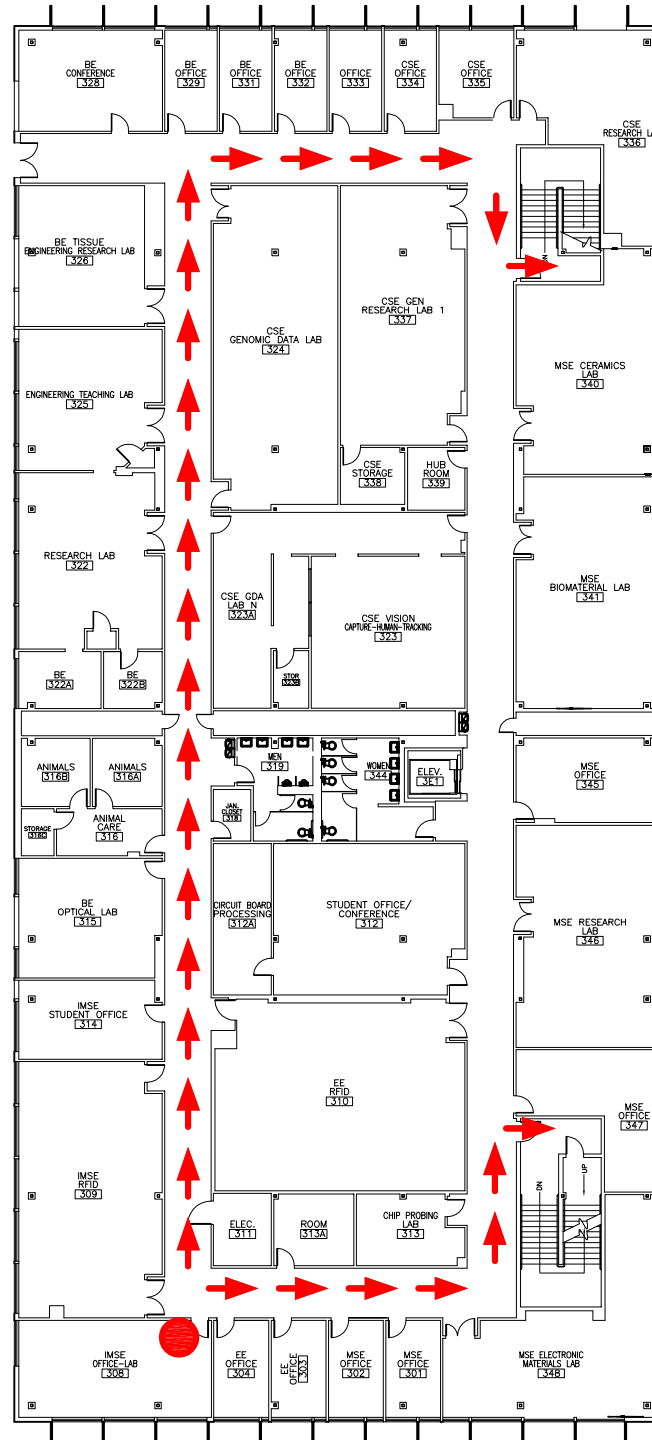 BE
CONFERENCE
328
BE
OFFICE
329
BE
OFFICE
331
BE
OFFICE
332
OFFICE
333
CSE
OFFICE
334
CSE
OFFICE
335
CSE
RESEARCH LA
336
BE TISSUE
ENGINEERING RESEARCH LAB
326
CSE
GENOMIC DATA LAB
324
CSE GEN
RESEARCH LAB 1
337
DN
MSE CERAMICS
LAB
340
ENGINEERING TEACHING LAB
325
CSE
STORAGE
338
HUB
ROOM
339
RESEARCH LAB
322
MSE
BIOMATERIAL LAB
341
CSE GDA
LAB N
323A
CSE VISION
CAPTURE-HUMAN-TRACKING
323
BE
322A
BE
322B
STOR
323B
MEN
319
WOMEN
344
ELEV.
3E1
ANIMALS
316B
ANIMALS
316A
MSE
OFFICE
345
JAN.
CLOSET
318
STORAGE
316C
ANIMAL
CARE
316
BE
OPTICAL LAB
315
CIRCUIT BOARD
PROCESSING
312A
STUDENT OFFICE/
CONFERENCE
312
MSE RESEARCH
LAB
346
IMSE
STUDENT OFFICE
314
EE
RFID
310
MSE
OFFICE
347
IMSE
RFID
309
DN
UP
ELEC.
311
ROOM
313A
CHIP PROBING
LAB
313
IMSE
OFFICE-LAB
308
EE
OFFICE
304
EE
OFFICE
303
MSE
OFFICE
302
MSE
OFFICE
301
MSE ELECTRONIC
MATERIALS LAB
348